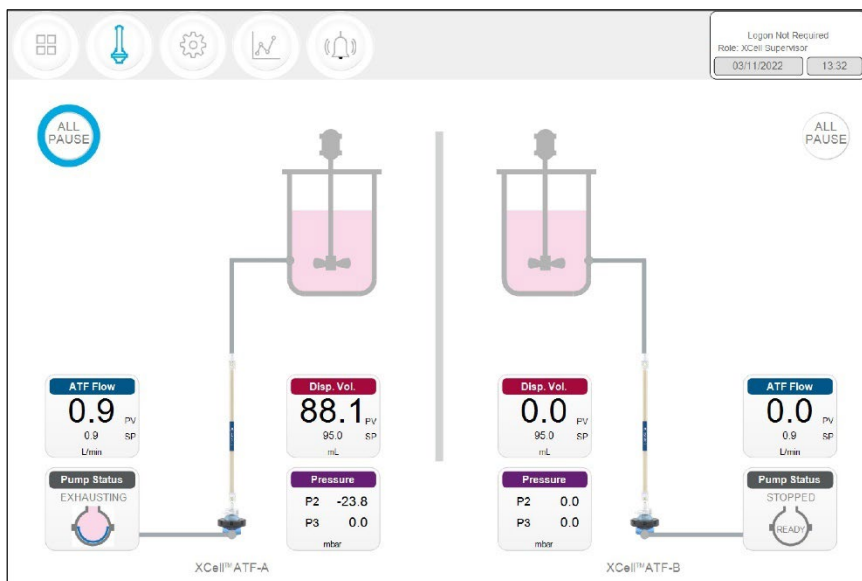 Logon Not Required
Role: XCell Supervisor
03/11/2022 13:32
ALL
PAUSE
ALL
PAUSE
ATF Flow
0.9 PV
0.9 SP
L/min
Disp. Vol.
88.1 PV
95.0 SP
mL
Disp. Vol.
0.0 PV
95.0 SP
mL
ATF Flow
0.0 PV
0.9 SP
L/min
Pump Status
EXHAUSTING
Pressure
P2 -23.8
P3 0.0
mbar
Pressure
P2 0.0
P3 0.0
mbar
Pump Status
STOPPED
READY
XCell™ATF-A
XCell™ATF-B